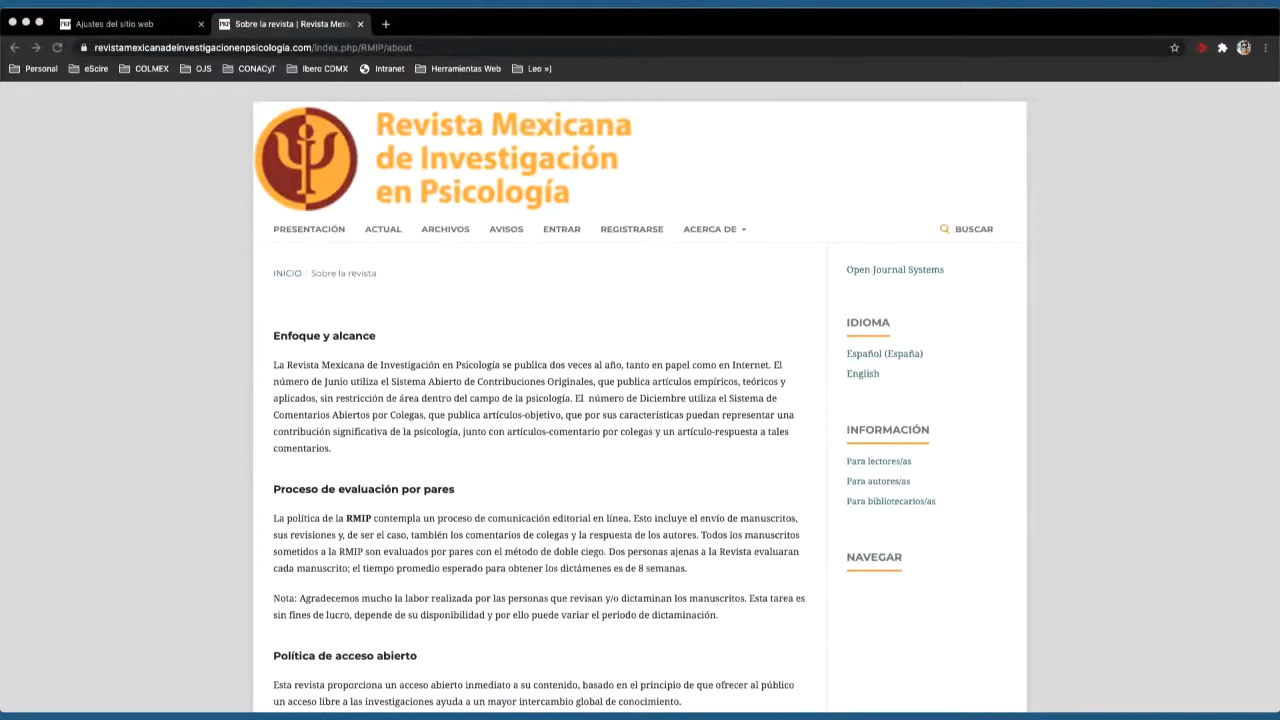 Ajustes del sitio web
Sobre la revista | Revista Mexi
revistamexicanadeinvestigacionenpsicologia.com/index.php/RMIP/about
Personal eScire COLMEX OJS CONACyT Ibero CDMX Intranet Herramientas Web Leo =)
Revista Mexicana
de Investigación
en Psicología
PRESENTACIÓN ACTUAL ARCHIVOS AVISOS ENTRAR REGISTRARSE ACERCA DE BUSCAR
INICIO / Sobre la revista
Enfoque y alcance
La Revista Mexicana de Investigación en Psicología se publica dos veces al año, tanto en papel como en Internet. El
número de Junio utiliza el Sistema Abierto de Contribuciones Originales, que publica artículos empíricos, teóricos y
aplicados, sin restricción de área dentro del campo de la psicología. El número de Diciembre utiliza el Sistema de
Comentarios Abiertos por Colegas, que publica artículos-objetivo, que por sus características puedan representar una
contribución significativa de la psicología, junto con artículos-comentario por colegas y un artículo-respuesta a tales
comentarios.
Proceso de evaluación por pares
La política de la RMIP contempla un proceso de comunicación editorial en línea. Esto incluye el envío de manuscritos,
sus revisiones y, de ser el caso, también los comentarios de colegas y la respuesta de los autores. Todos los manuscritos
sometidos a la RMIP son evaluados por pares con el método de doble ciego. Dos personas ajenas a la Revista evaluaran
cada manuscrito; el tiempo promedio esperado para obtener los dictámenes es de 8 semanas.
Nota: Agradecemos mucho la labor realizada por las personas que revisan y/o dictaminan los manuscritos. Esta tarea es
sin fines de lucro, depende de su disponibilidad y por ello puede variar el periodo de dictaminación.
Política de acceso abierto
Esta revista proporciona un acceso abierto inmediato a su contenido, basado en el principio de que ofrecer al público
un acceso libre a las investigaciones ayuda a un mayor intercambio global de conocimiento.
Open Journal Systems
IDIOMA
Español (España)
English
INFORMACIÓN
Para lectores/as
Para autores/as
Para bibliotecarios/as
NAVEGAR